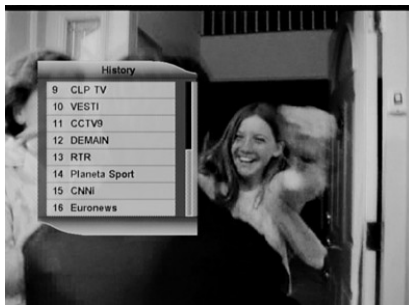 History
9 CLP TV
10 VESTI
11 CCTV9
12 DEMAIN
13 RTR
14 Planeta Sport
15 CNNi
16 Euronews